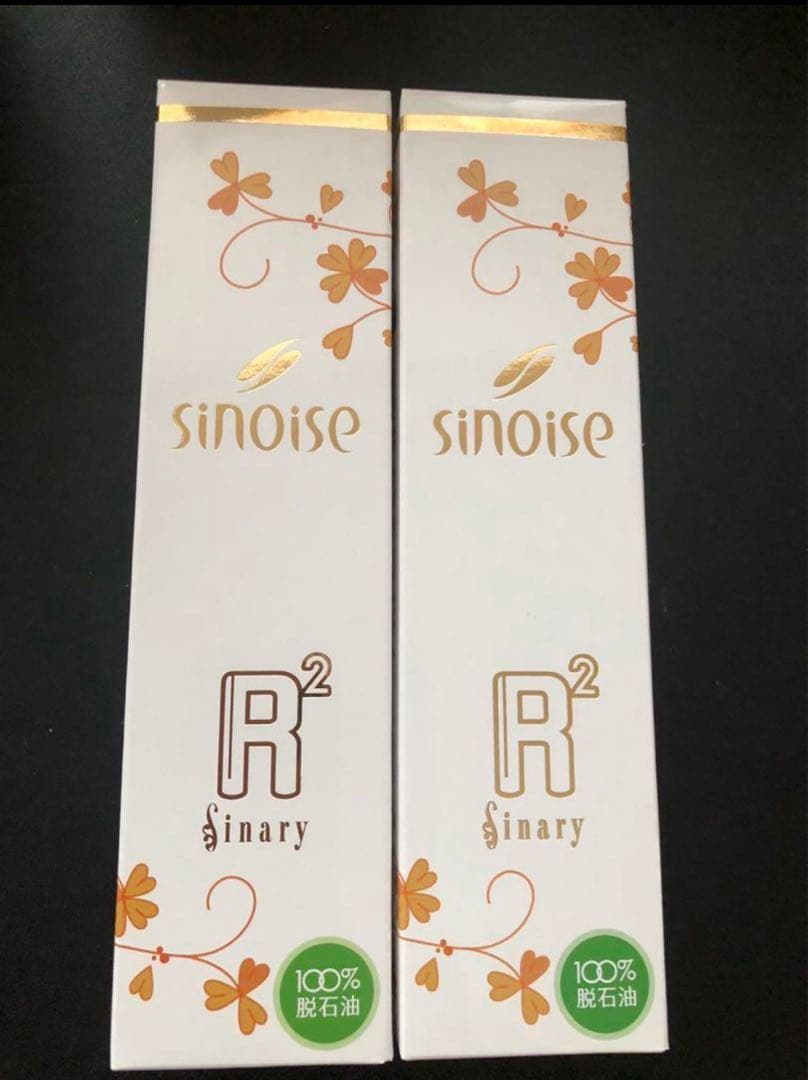 sinoise
R²
Sinary
100%
脱石油
sinoise
R²
Sinary
100%
脱石油